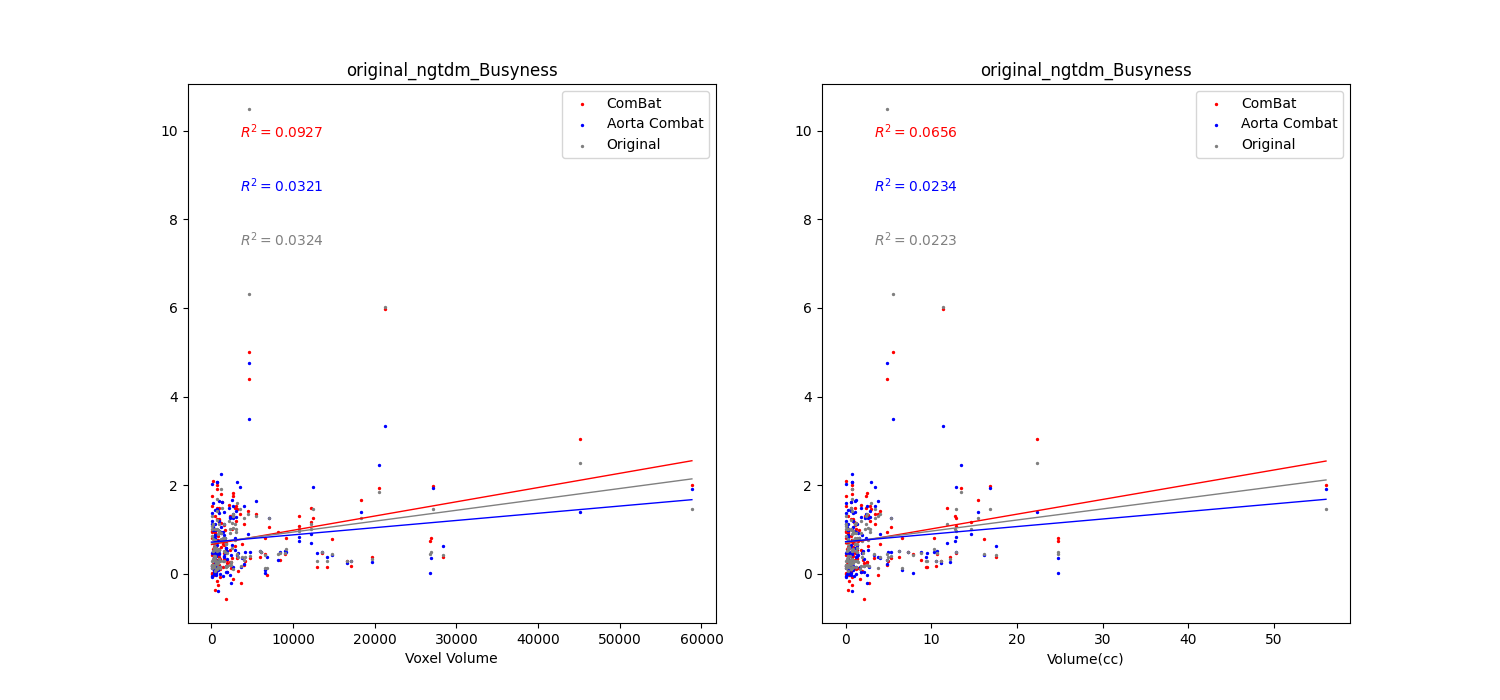 original_ngtdm_Busyness
ComBat
Aorta Combat
Original
R² = 0.0927
R² = 0.0321
R² = 0.0324
10
8
6
4
2
0
0 10000 20000 30000 40000 50000 60000
Voxel Volume
original_ngtdm_Busyness
ComBat
Aorta Combat
Original
R² = 0.0656
R² = 0.0234
R² = 0.0223
10
8
6
4
2
0
0 10 20 30 40 50
Volume(cc)